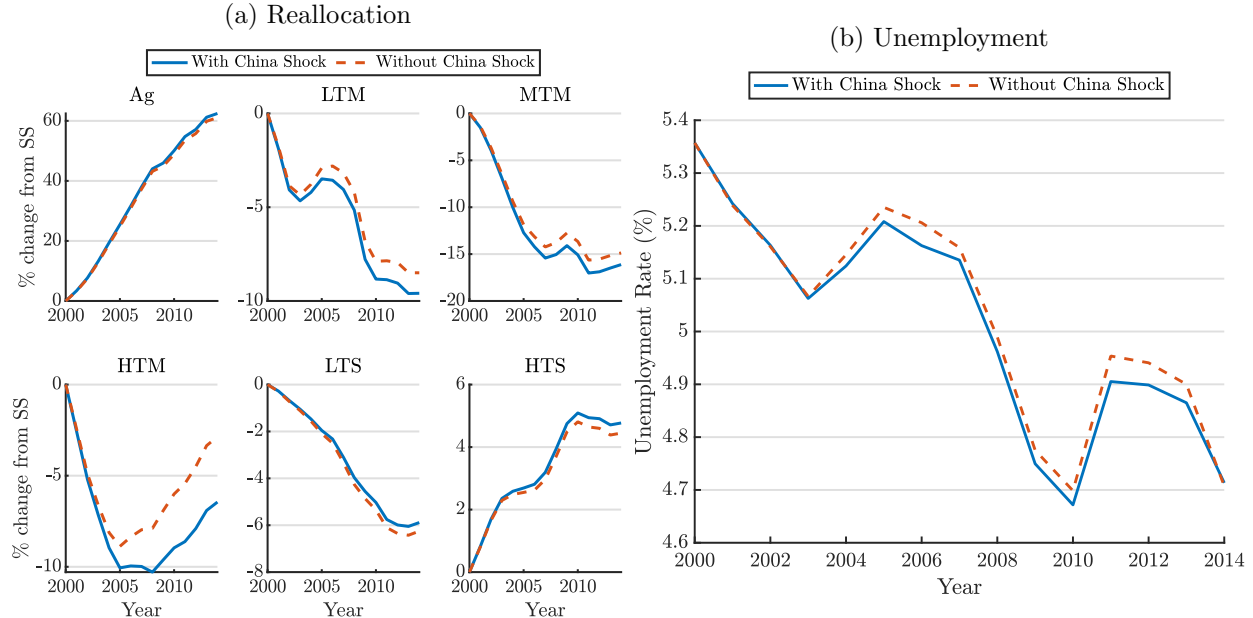 (a) Reallocation
With China Shock Without China Shock
Ag LTM MTM
% change from SS
60
40
20
0
2000 2005 2010
0
-5
-10
2000 2005 2010
0
-5
-10
-15
-20
2000 2005 2010
HTM LTS HTS
% change from SS
0
-5
-10
2000 2005 2010
Year
0
-2
-4
-6
-8
2000 2005 2010
Year
6
4
2
0
2000 2005 2010
Year
(b) Unemployment
With China Shock Without China Shock
Unemployment Rate (%)
5.4
5.3
5.2
5.1
5
4.9
4.8
4.7
4.6
2000 2002 2004 2006 2008 2010 2012 2014
Year